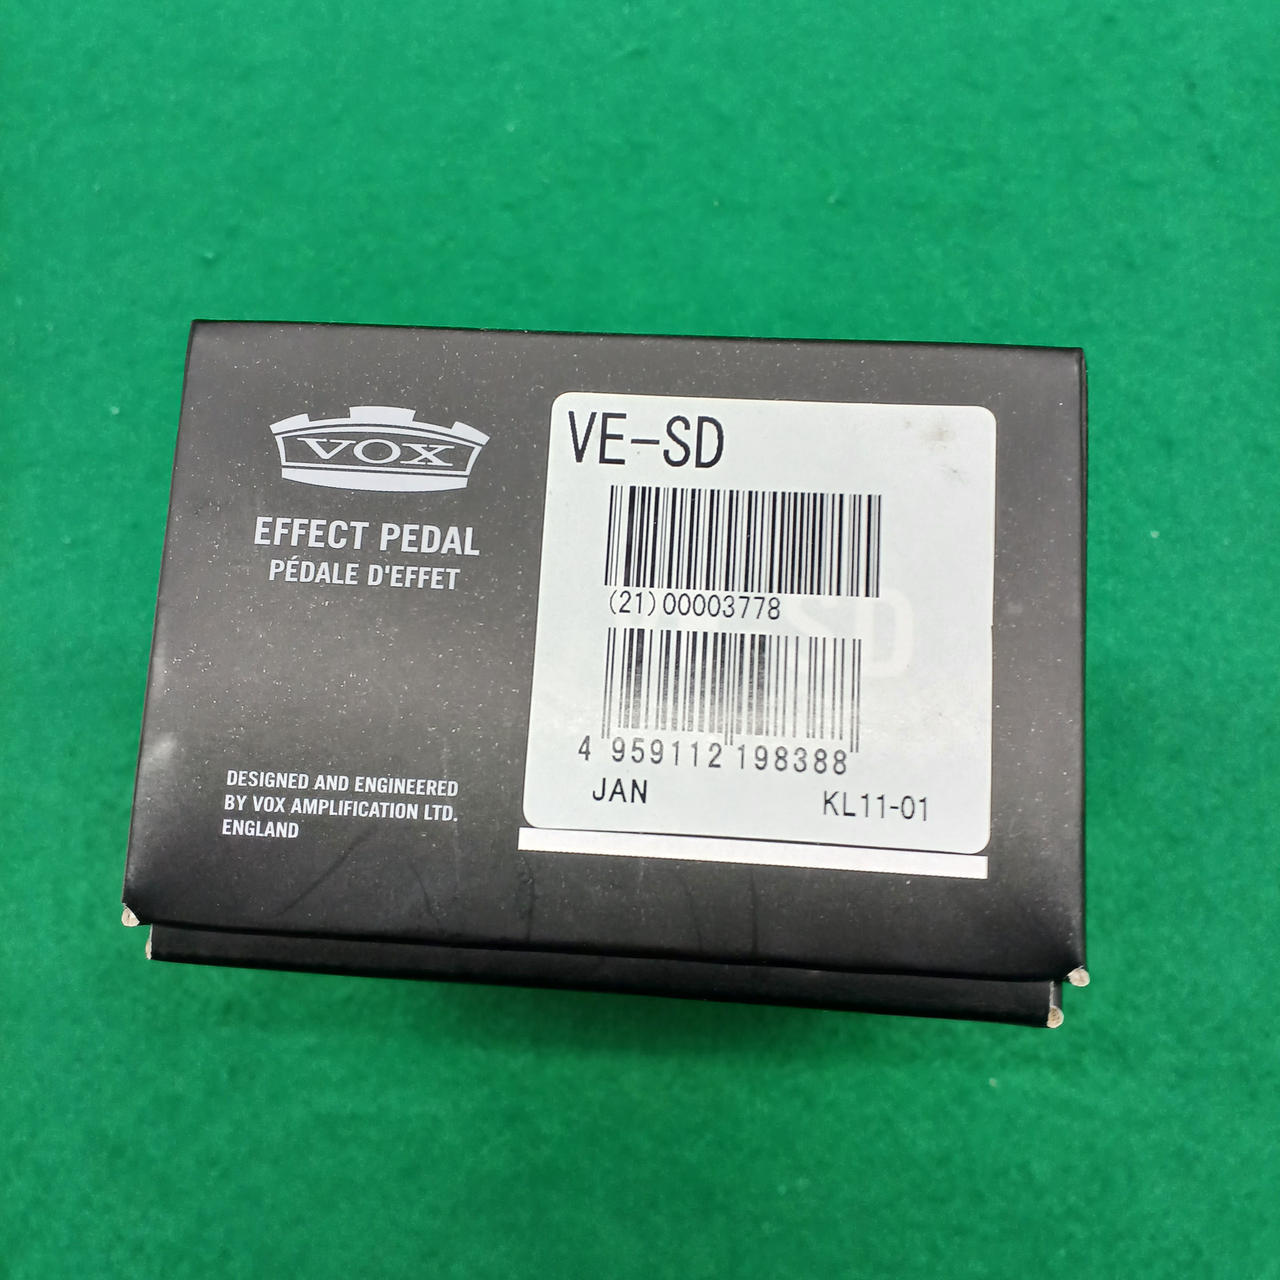 VOX
EFFECT PEDAL
PÉDALE D'EFFET
DESIGNED AND ENGINEERED
BY VOX AMPLIFICATION LTD.
ENGLAND
VE-SD
(21)00003778
SD
4 959112 198388
JAN
KL11-01